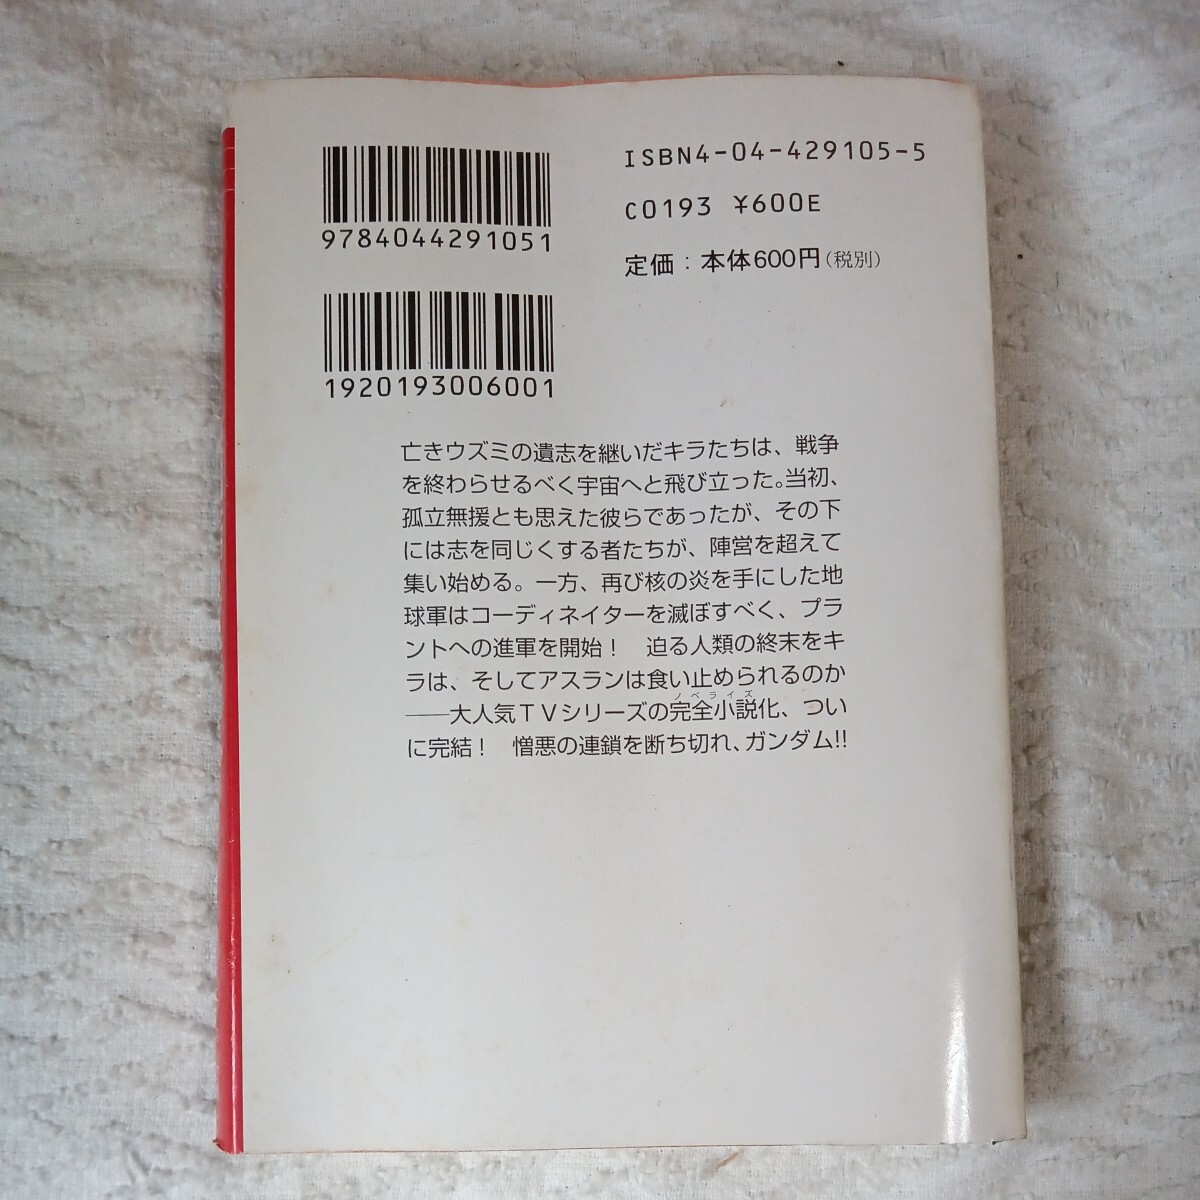 ISBN4-04-429105-5
C0193 ¥600E
定価：本体600円（税別）
9784044291051
1920193006001
亡きウズミの遺志を継いだキラたちは、戦争
を終わらせるべく宇宙へと飛び立った。当初、
孤立無援とも思えた彼らであったが、その下
には志を同じくする者たちが、陣営を超えて
集い始める。一方、再び核の炎を手にした地
球軍はコーディネイターを滅ぼすべく、プラ
ントへの進軍を開始！　迫る人類の終末をキ
ラは、そしてアスランは食い止められるのか
ノベライズ
──大人気ＴＶシリーズの完全小説化、つい
に完結！　憎悪の連鎖を断ち切れ、ガンダム!!